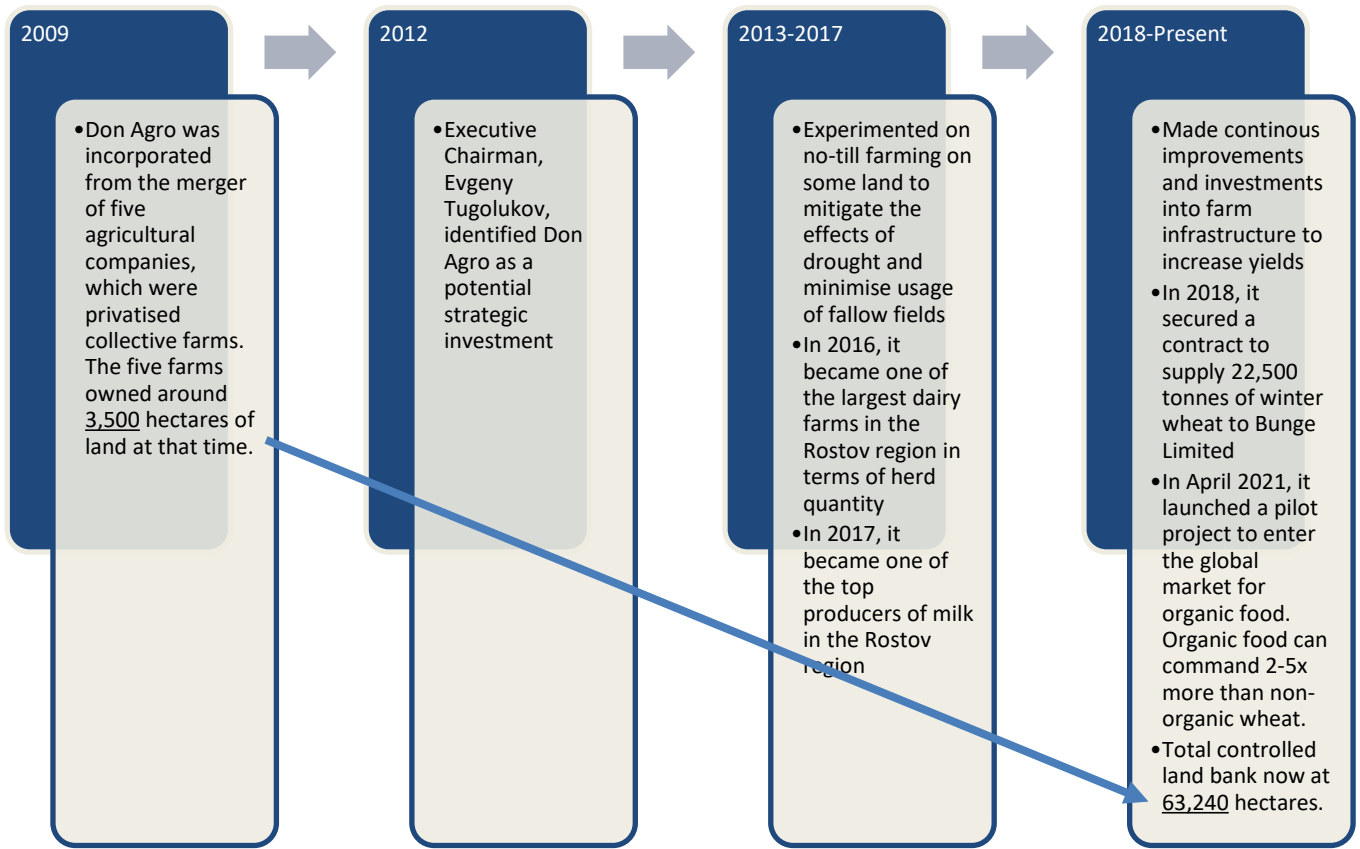 2009
•Don Agro was
incorporated
from the merger
of five
agricultural
companies,
which were
privatised
collective farms.
The five farms
owned around
3,500 hectares of
land at that time.
2012
•Executive
Chairman,
Evgeny
Tugolukov,
identified Don
Agro as a
potential
strategic
investment
2013-2017
•Experimented on
no-till farming on
some land to
mitigate the
effects of
drought and
minimise usage
of fallow fields
•In 2016, it
became one of
the largest dairy
farms in the
Rostov region in
terms of herd
quantity
•In 2017, it
became one of
the top
producers of milk
in the Rostov
region
2018-Present
•Made continous
improvements
and investments
into farm
infrastructure to
increase yields
•In 2018, it
secured a
contract to
supply 22,500
tonnes of winter
wheat to Bunge
Limited
•In April 2021, it
launched a pilot
project to enter
the global
market for
organic food.
Organic food can
command 2-5x
more than non-
organic wheat.
•Total controlled
land bank now at
63,240 hectares.